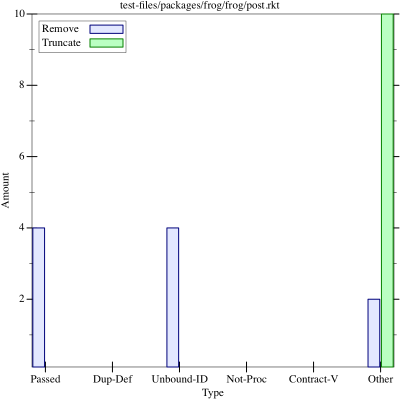 test-files/packages/frog/frog/post.rkt
Remove
Truncate
10
8
6
4
2
Amount
Passed Dup-Def Unbound-ID Not-Proc Contract-V Other
Type